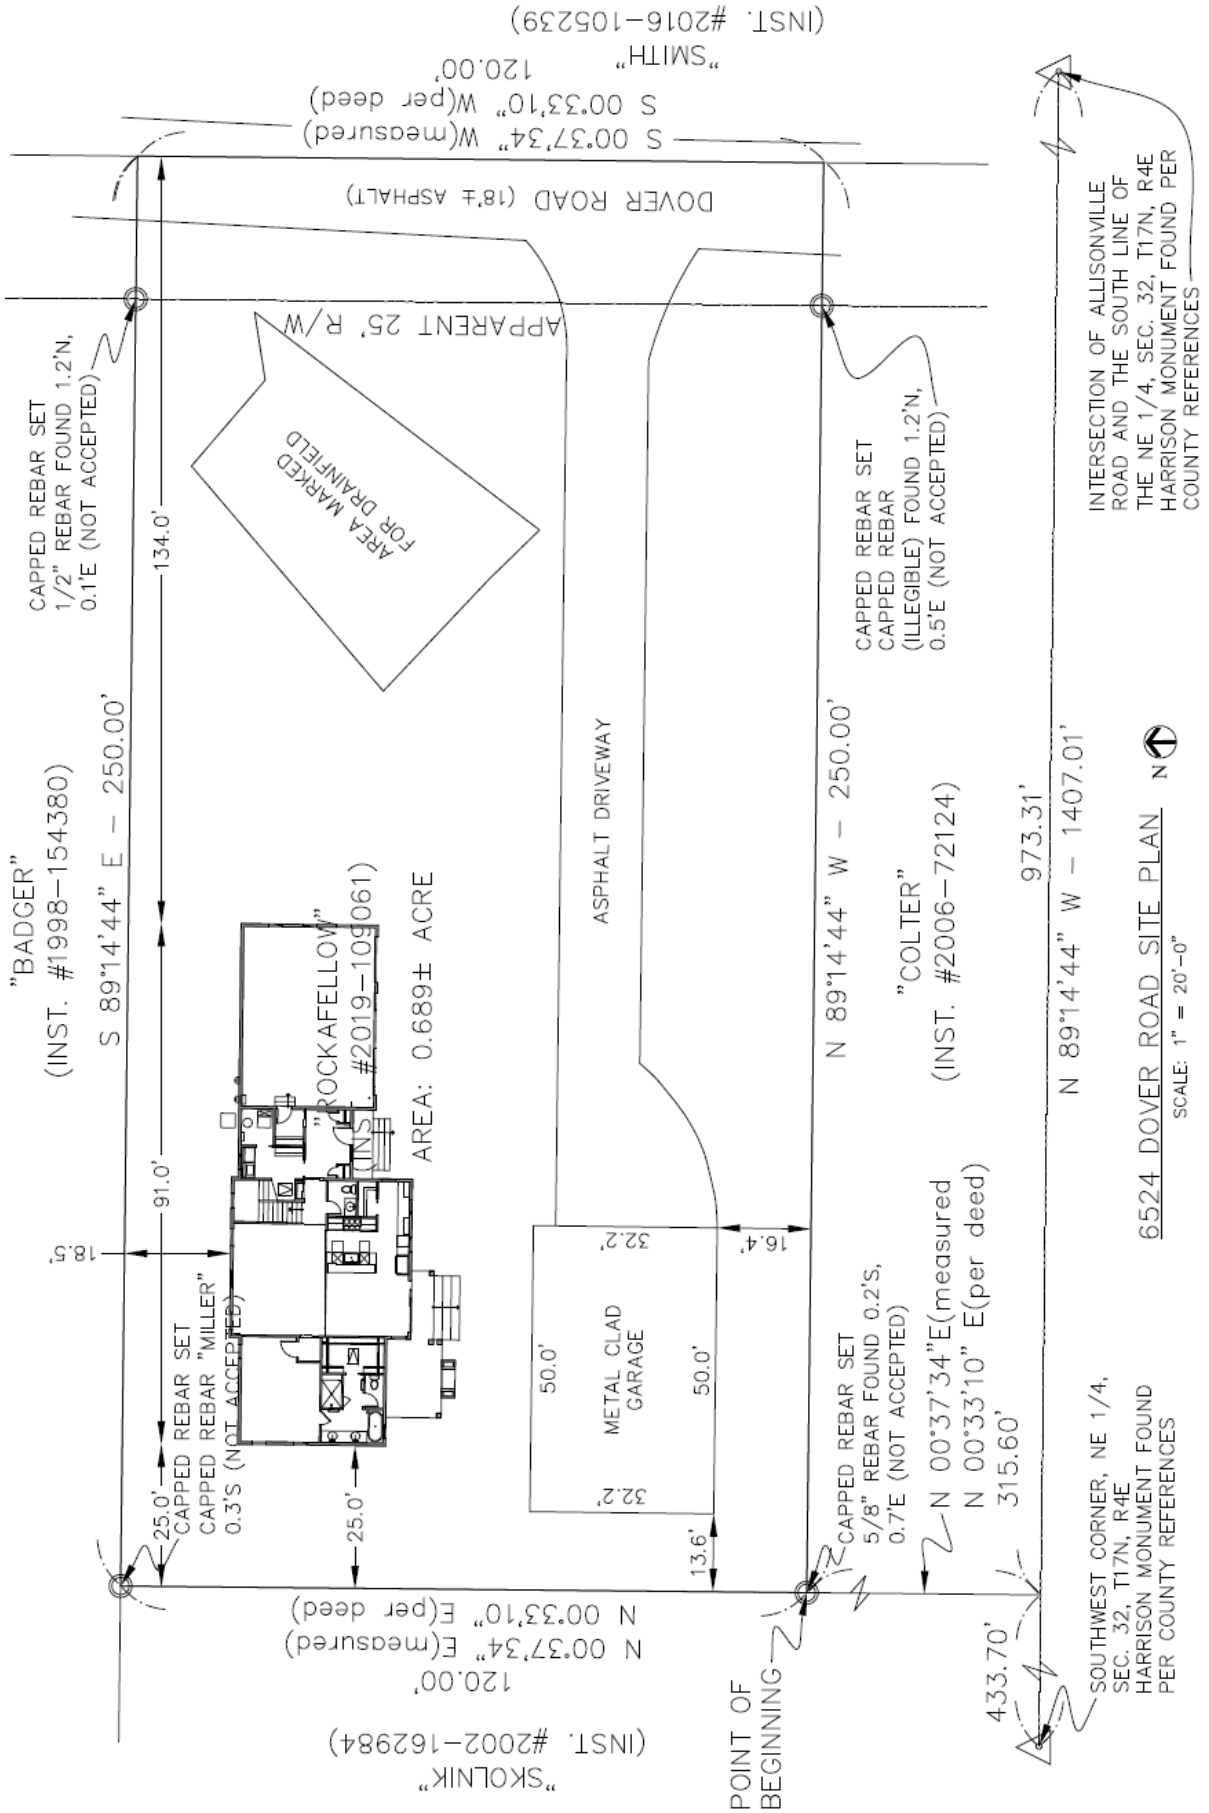 "BADGER"
(INST. #1998-154380)
S 89°14'44" E - 250.00'
CAPPED REBAR SET
1/2" REBAR FOUND 1.2'N,
0.1'E (NOT ACCEPTED)
CAPPED REBAR SET
CAPPED REBAR "MILLER"
0.3'S (NOT ACCEPTED)
18.5'
25.0'
91.0'
134.0'
25.0'
"ROCKAFELLOW"
(INS #2019-109061)
AREA: 0.689± ACRE
AREA MARKED
FOR DRAINFIELD
APPARENT 25' R/W
DOVER ROAD (18'± ASPHALT)
S 00°37'34" W(measured)
S 00°33'10" W(per deed)
120.00'
"SMITH"
(INST. #2016-105239)
"SKOLNIK"
(INST. #2002-162984)
120.00'
N 00°37'34" E(measured)
N 00°33'10" E(per deed)
50.0'
32.2'
METAL CLAD
GARAGE
32.2'
50.0'
13.6'
16.4'
ASPHALT DRIVEWAY
POINT OF
BEGINNING
CAPPED REBAR SET
5/8" REBAR FOUND 0.2'S,
0.7'E (NOT ACCEPTED)
N 89°14'44" W - 250.00'
CAPPED REBAR SET
CAPPED REBAR
(ILLEGIBLE) FOUND 1.2'N,
0.5'E (NOT ACCEPTED)
"COLTER"
(INST. #2006-72124)
N 00°37'34"E(measured
N 00°33'10" E(per deed)
315.60'
433.70'
973.31'
N 89°14'44" W - 1407.01'
SOUTHWEST CORNER, NE 1/4,
SEC. 32, T17N, R4E
HARRISON MONUMENT FOUND
PER COUNTY REFERENCES
INTERSECTION OF ALLISONVILLE
ROAD AND THE SOUTH LINE OF
THE NE 1/4, SEC. 32, T17N, R4E
HARRISON MONUMENT FOUND PER
COUNTY REFERENCES
6524 DOVER ROAD SITE PLAN
SCALE: 1" = 20'-0"
N